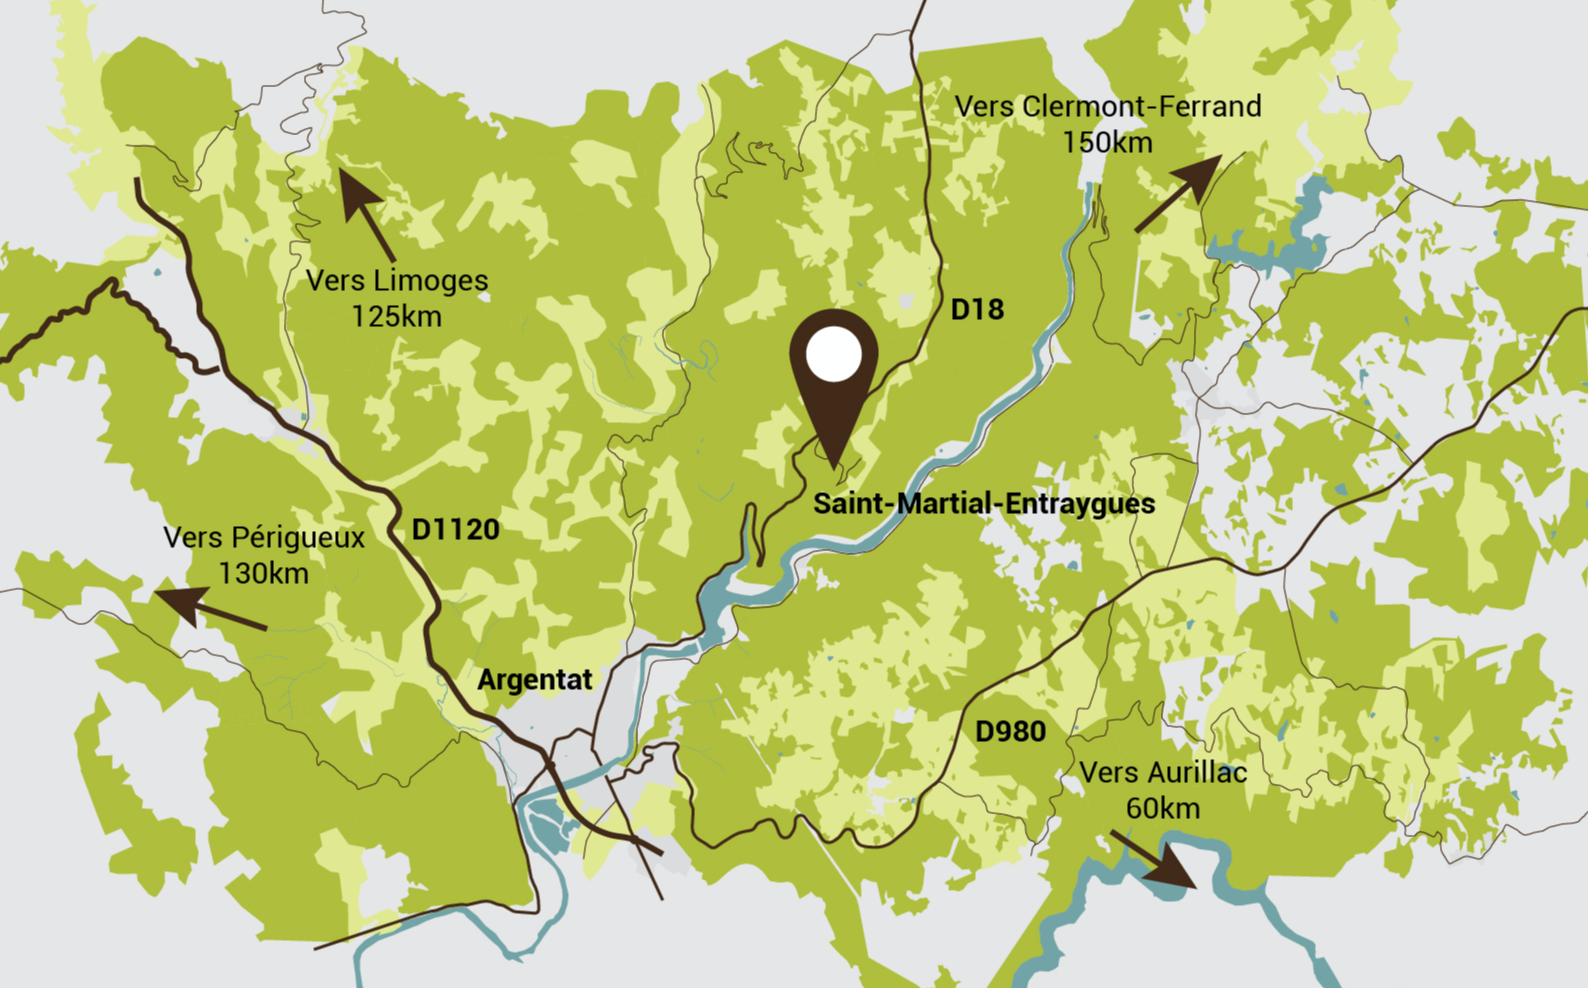 Vers Clermont-Ferrand
150km
Vers Limoges
125km
D18
Saint-Martial-Entraygues
D1120
Vers Périgueux
130km
Argentat
D980
Vers Aurillac
60km